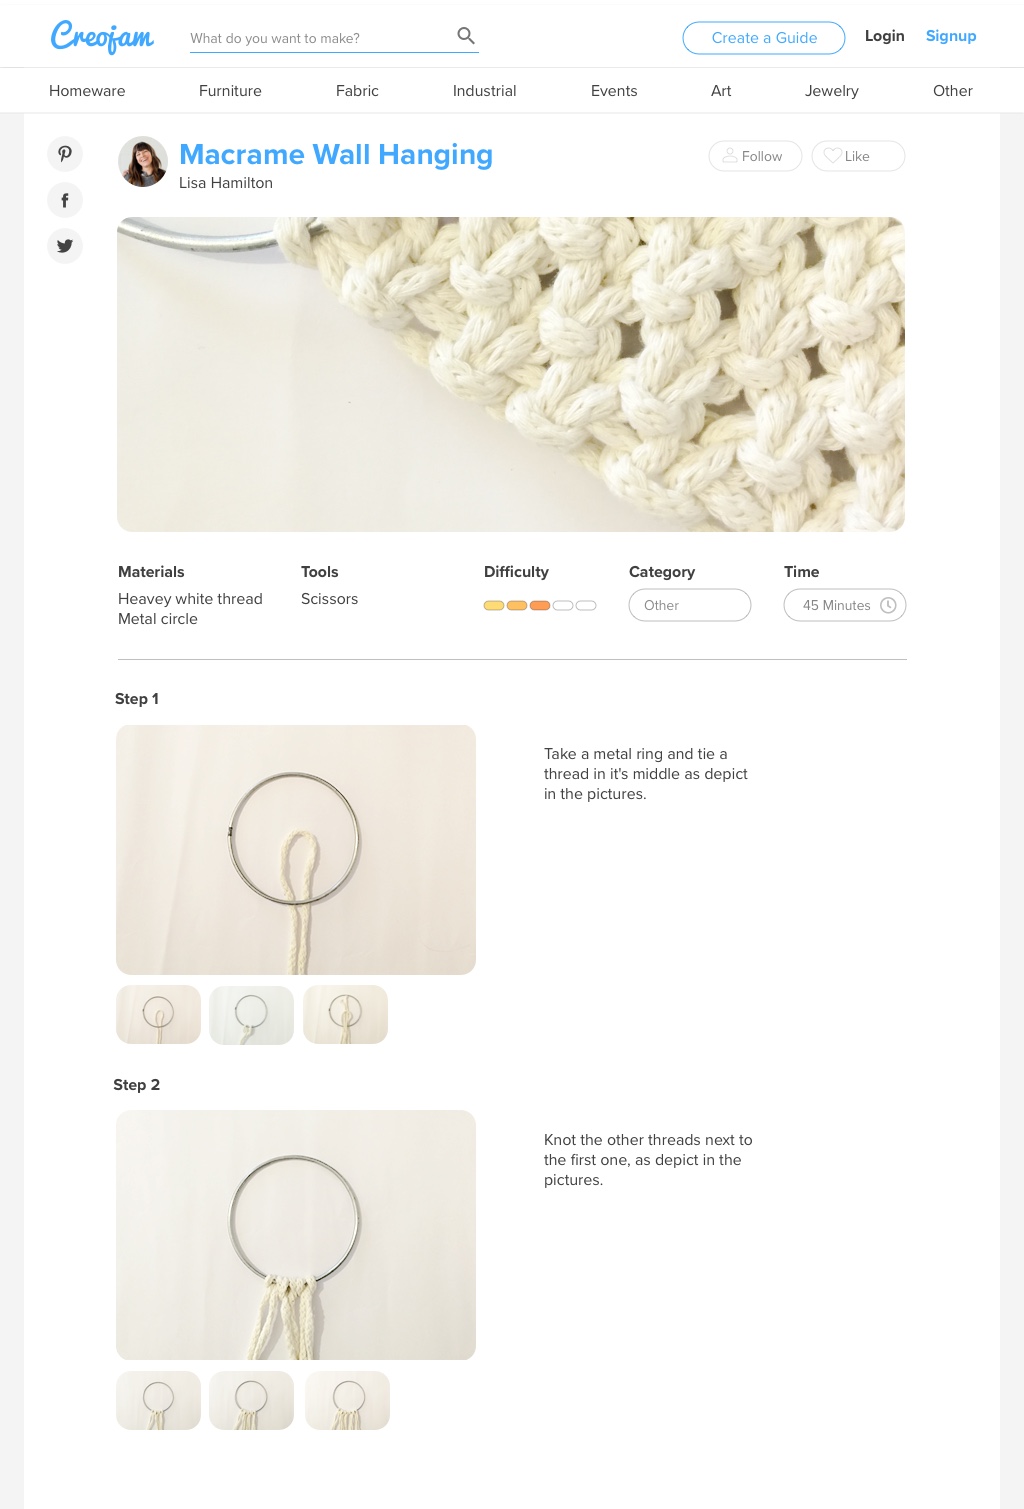 Creojam
What do you want to make?
Create a Guide
Login
Signup
Homeware
Furniture
Fabric
Industrial
Events
Art
Jewelry
Other
Macrame Wall Hanging
Lisa Hamilton
Follow
Like
Materials
Heavey white thread
Metal circle
Tools
Scissors
Difficulty
Category
Other
Time
45 Minutes
Step 1
Take a metal ring and tie a
thread in it's middle as depict
in the pictures.
Step 2
Knot the other threads next to
the first one, as depict in the
pictures.